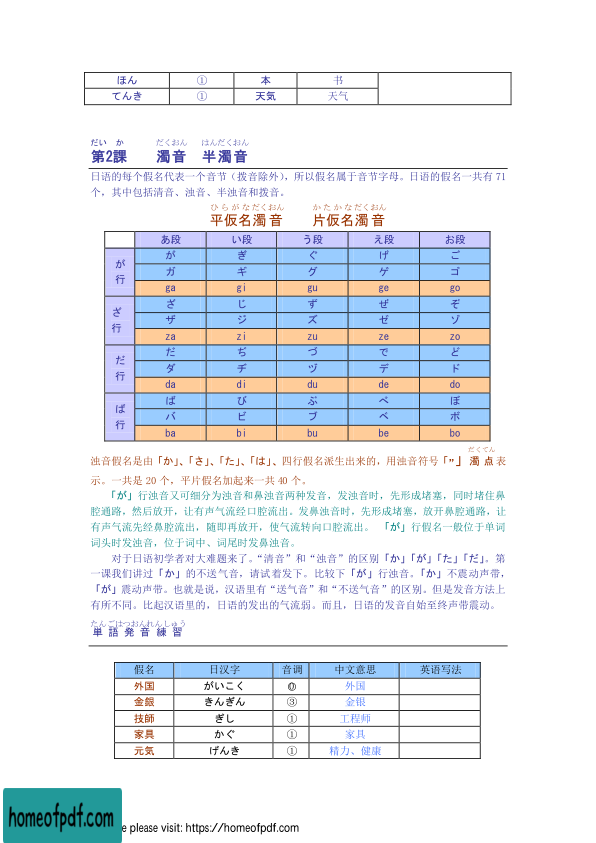 ほん ① 本 书
てんき ① 天気 天气
だい か だくおん はんだくおん
第2課 濁音 半濁音
日语的每个假名代表一个音节（拨音除外），所以假名属于音节字母。日语的假名一共有 71
个，其中包括清音、浊音、半浊音和拨音。
ひらがなだくおん かたかなだくおん
平仮名濁音 片仮名濁音
あ段 い段 う段 え段 お段
が行
が ぎ ぐ げ ご
ガ ギ グ ゲ ゴ
ga gi gu ge go
ざ行
ざ じ ず ぜ ぞ
ザ ジ ズ ゼ ゾ
za zi zu ze zo
だ行
だ ぢ づ で ど
ダ ヂ ヅ デ ド
da di du de do
ば行
ば び ぶ べ ぼ
バ ビ ブ ベ ボ
ba bi bu be bo
だくてん
浊音假名是由「か」、「さ」、「た」、「は」、四行假名派生出来的，用浊音符号「〃」濁点表
示。一共是 20 个，平片假名加起来一共 40 个。
「が」行浊音又可细分为浊音和鼻浊音两种发音，发浊音时，先形成堵塞，同时堵住鼻
腔通路，然后放开，让有声气流经口腔流出。发鼻浊音时，先形成堵塞，放开鼻腔通路，让
有声气流先经鼻腔流出，随即再放开，使气流转向口腔流出。 「が」行假名一般位于单词
词头时发浊音，位于词中、词尾时发鼻浊音。
对于日语初学者对大难题来了。“清音”和“浊音”的区别「か」「が」「た」「だ」。第
一课我们讲过「か」的不送气音，请试着发下。比较下「が」行浊音。「か」不震动声带，
「が」震动声带。也就是说，汉语里有“送气音”和“不送气音”的区别。但是发音方法上
有所不同。比起汉语里的，日语的发出的气流弱。而且，日语的发音自始至终声带震动。
たんごはつおんれんしゅう
単語発音練習
假名 日汉字 音调 中文意思 英语写法
外国 がいこく ⓪ 外国
金銀 きんぎん ③ 金银
技師 ぎし ① 工程师
家具 かぐ ① 家具
元気 げんき ① 精力、健康
homeofpdf.com
e please visit: https://homeofpdf.com